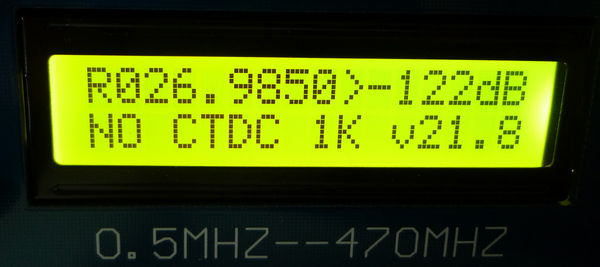 R026.9850>-122dB
NO CTDC 1K v21.8
0.5MHZ--470MHZ